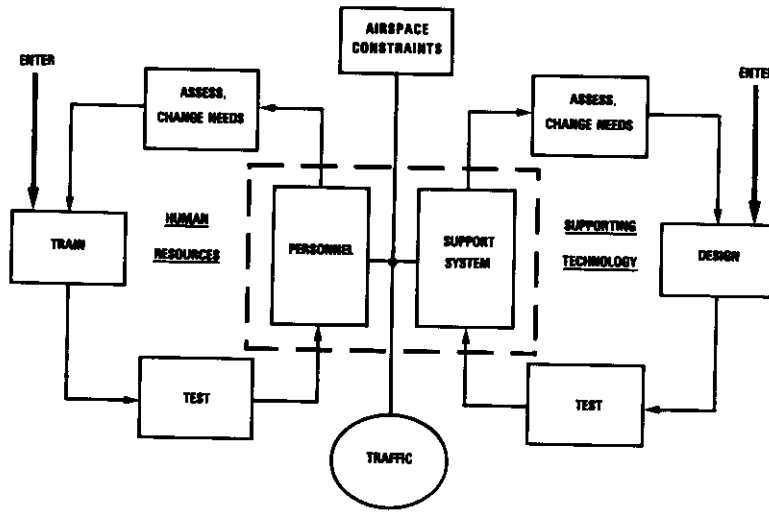 AIRSPACE
CONSTRAINTS
ENTER
ASSESS,
CHANGE NEEDS
TRAIN
HUMAN
RESOURCES
TEST
PERSONNEL
SUPPORT
SYSTEM
TRAFFIC
ENTER
ASSESS,
CHANGE NEEDS
SUPPORTING
TECHNOLOGY
DESIGN
TEST